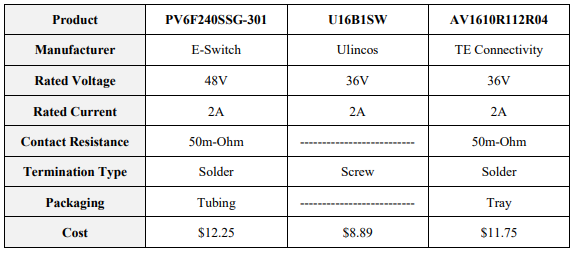 Product PV6F240SSG-301 U16B1SW AV1610R112R04
Manufacturer E-Switch Ulincos TE Connectivity
Rated Voltage 48V 36V 36V
Rated Current 2A 2A 2A
Contact Resistance 50m-Ohm -------------------------- 50m-Ohm
Termination Type Solder Screw Solder
Packaging Tubing -------------------------- Tray
Cost $12.25 $8.89 $11.75